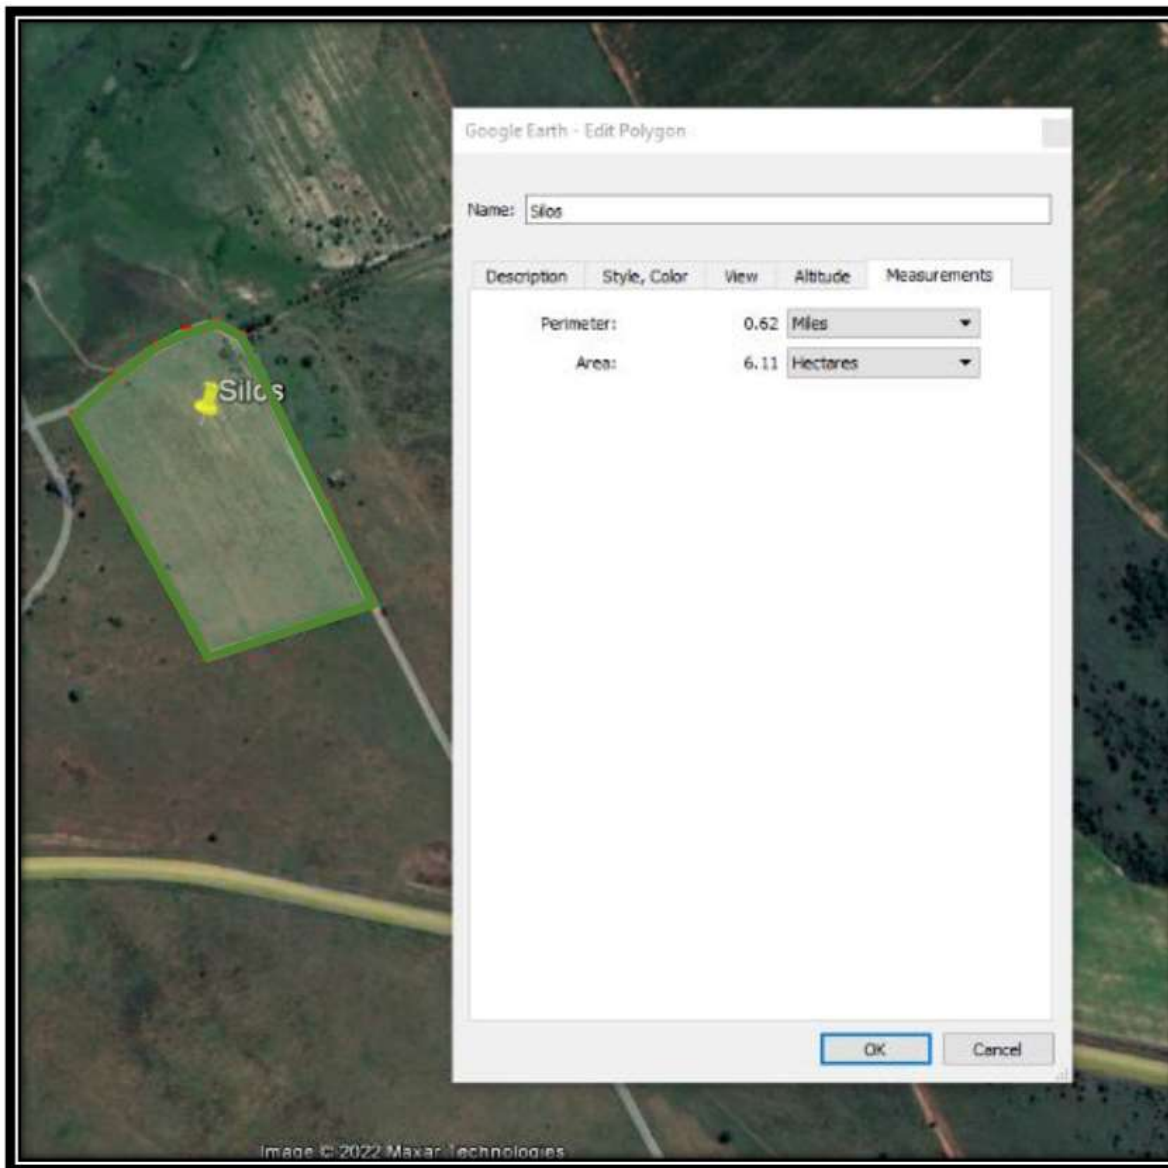 Google Earth - Edit Polygon
Name: Silos
Description Style, Color View Altitude Measurements
Perimeter: 0.62 Miles
Area: 6.11 Hectares
Silos
OK Cancel
Image © 2022 Maxar Technologies